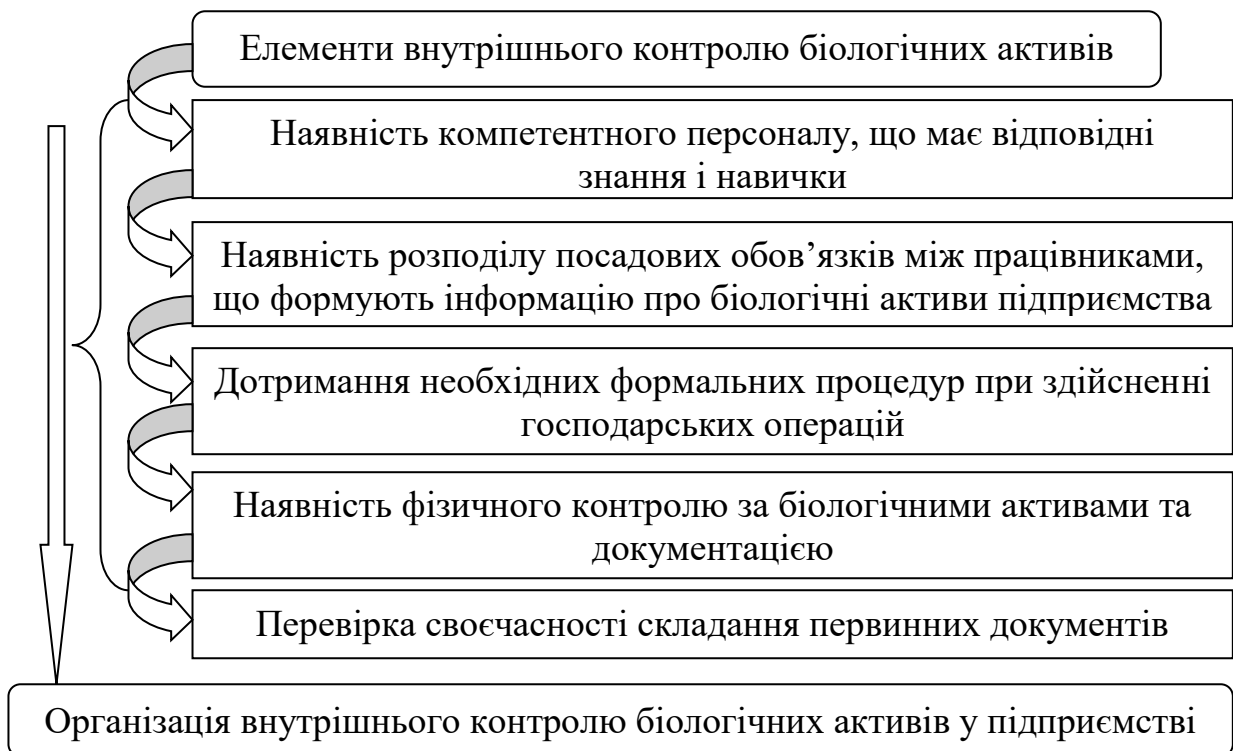 Елементи внутрішнього контролю біологічних активів
Наявність компетентного персоналу, що має відповідні
знання і навички
Наявність розподілу посадових обов’язків між працівниками,
що формують інформацію про біологічні активи підприємства
Дотримання необхідних формальних процедур при здійсненні
господарських операцій
Наявність фізичного контролю за біологічними активами та
документацією
Перевірка своєчасності складання первинних документів
Організація внутрішнього контролю біологічних активів у підприємстві